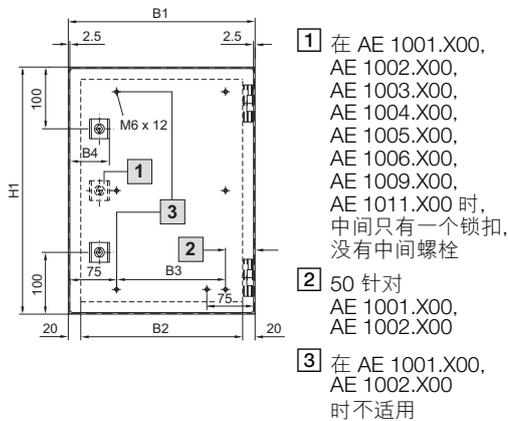 B1
2.5
2.5
100
M6 x 12
B4
1
H1
3
2
75
B3
100
75
20
B2
20
1 在 AE 1001.X00,
AE 1002.X00,
AE 1003.X00,
AE 1004.X00,
AE 1005.X00,
AE 1006.X00,
AE 1009.X00,
AE 1011.X00 时,
中间只有一个锁扣,
没有中间螺栓
2 50 针对
AE 1001.X00,
AE 1002.X00
3 在 AE 1001.X00,
AE 1002.X00
时不适用